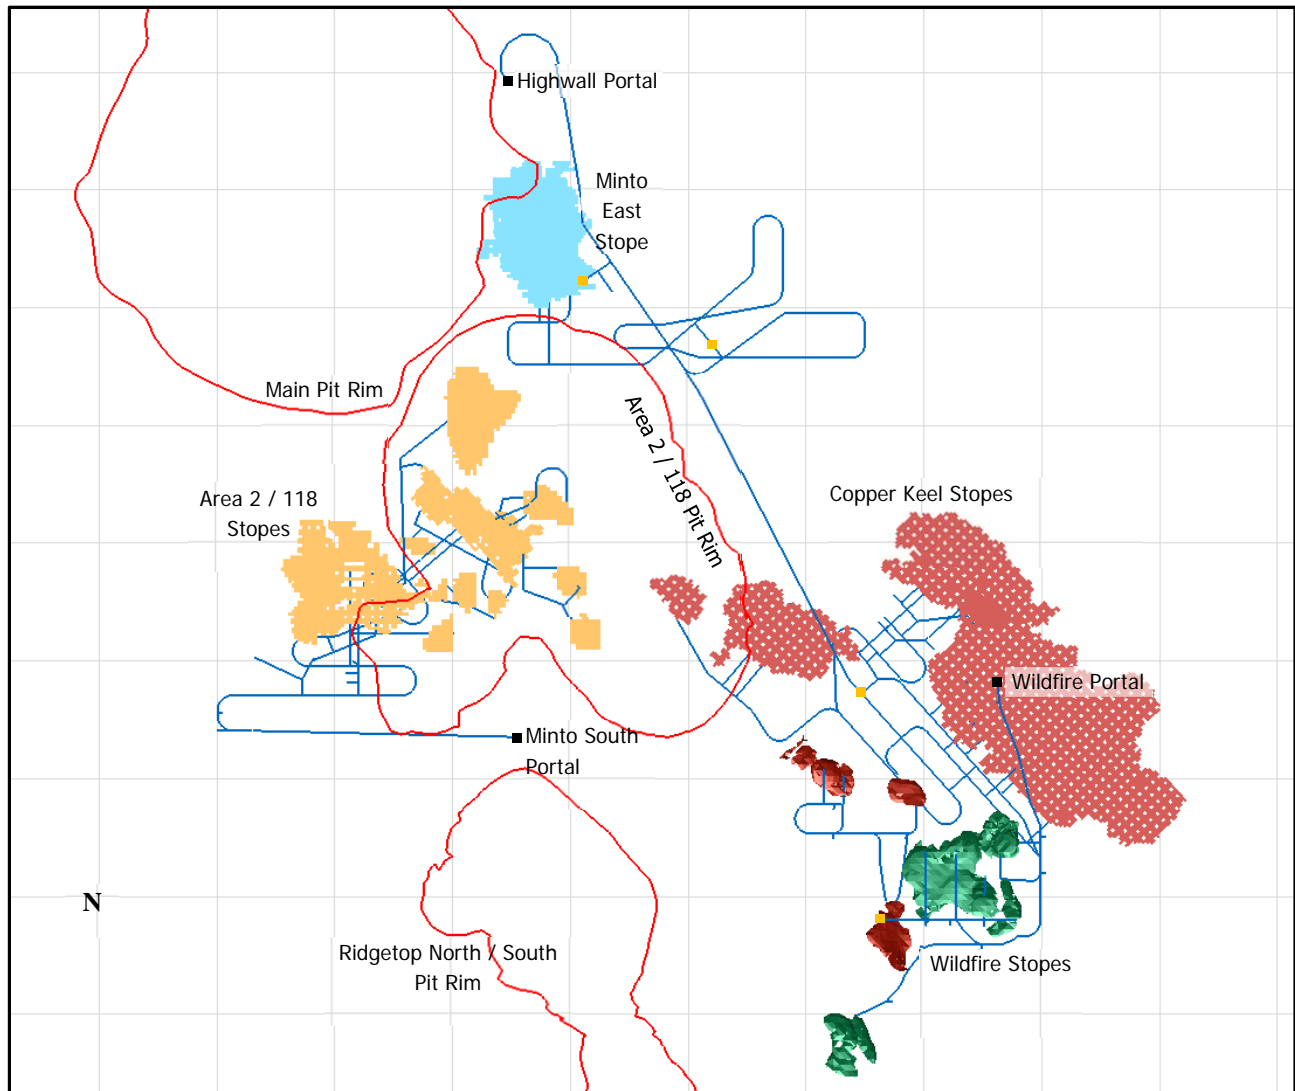 Highwall Portal
Minto
East
Stope
Main Pit Rim
Area 2 / 118 Pit Rim
Area 2 / 118
Stopes
Copper Keel Stopes
Wildfire Portal
Minto South
Portal
N
Ridgetop North / South
Pit Rim
Wildfire Stopes